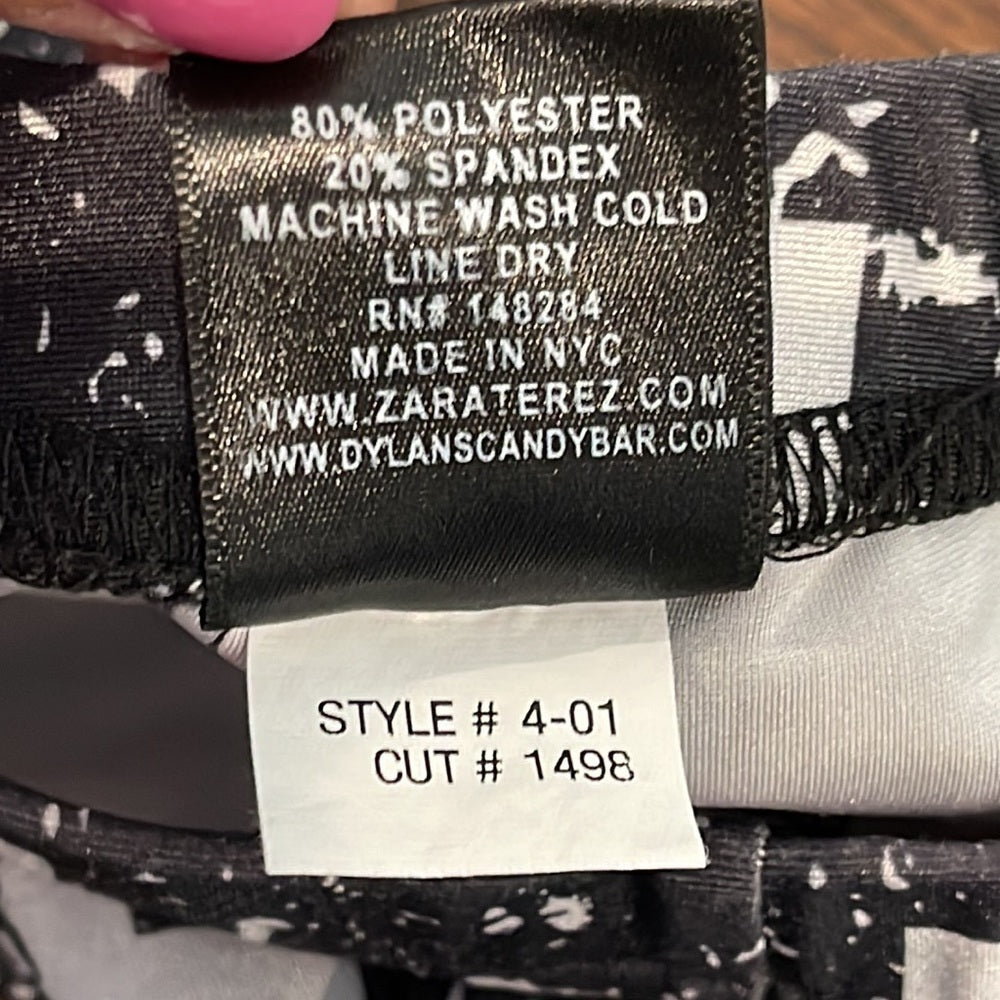 80% POLYESTER
20% SPANDEX
MACHINE WASH COLD
LINE DRY
RN# 148284
MADE IN NYC
WWW.ZARATEREZ.COM
WWW.DYLANSCANDYBAR.COM
STYLE # 4-01
CUT # 1498